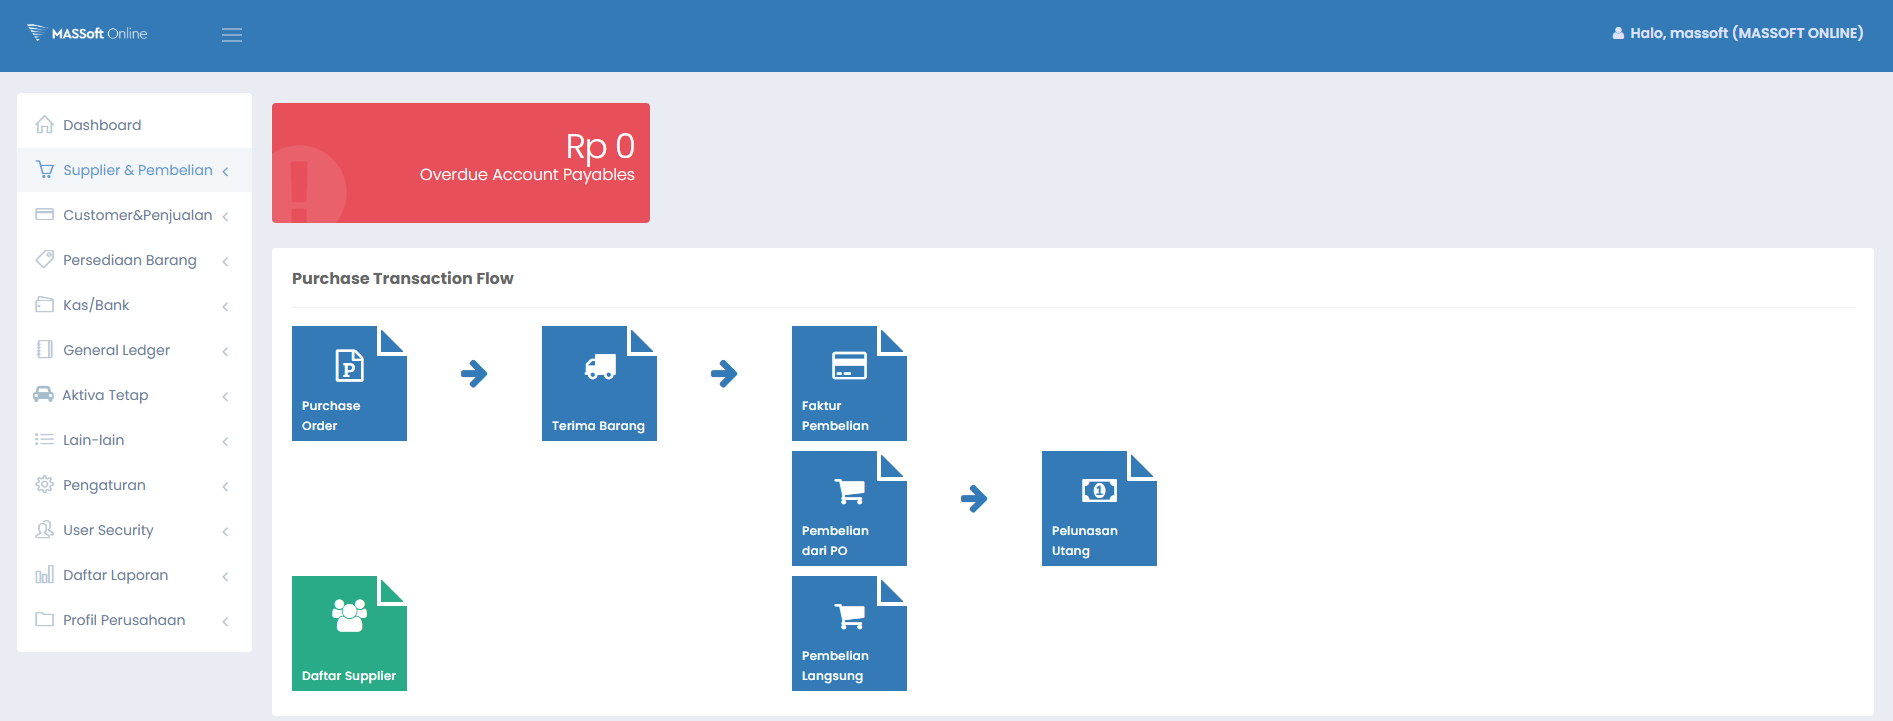 MASSoft Online
Halo, massoft (MASSOFT ONLINE)
Dashboard
Supplier & Pembelian
Customer&Penjualan
Persediaan Barang
Kas/Bank
General Ledger
Aktiva Tetap
Lain-lain
Pengaturan
User Security
Daftar Laporan
Profil Perusahaan
Rp 0
Overdue Account Payables
Purchase Transaction Flow
P
Purchase
Order
Terima Barang
Faktur
Pembelian
Pembelian
dari PO
1
Pelunasan
Utang
Daftar Supplier
Pembelian
Langsung